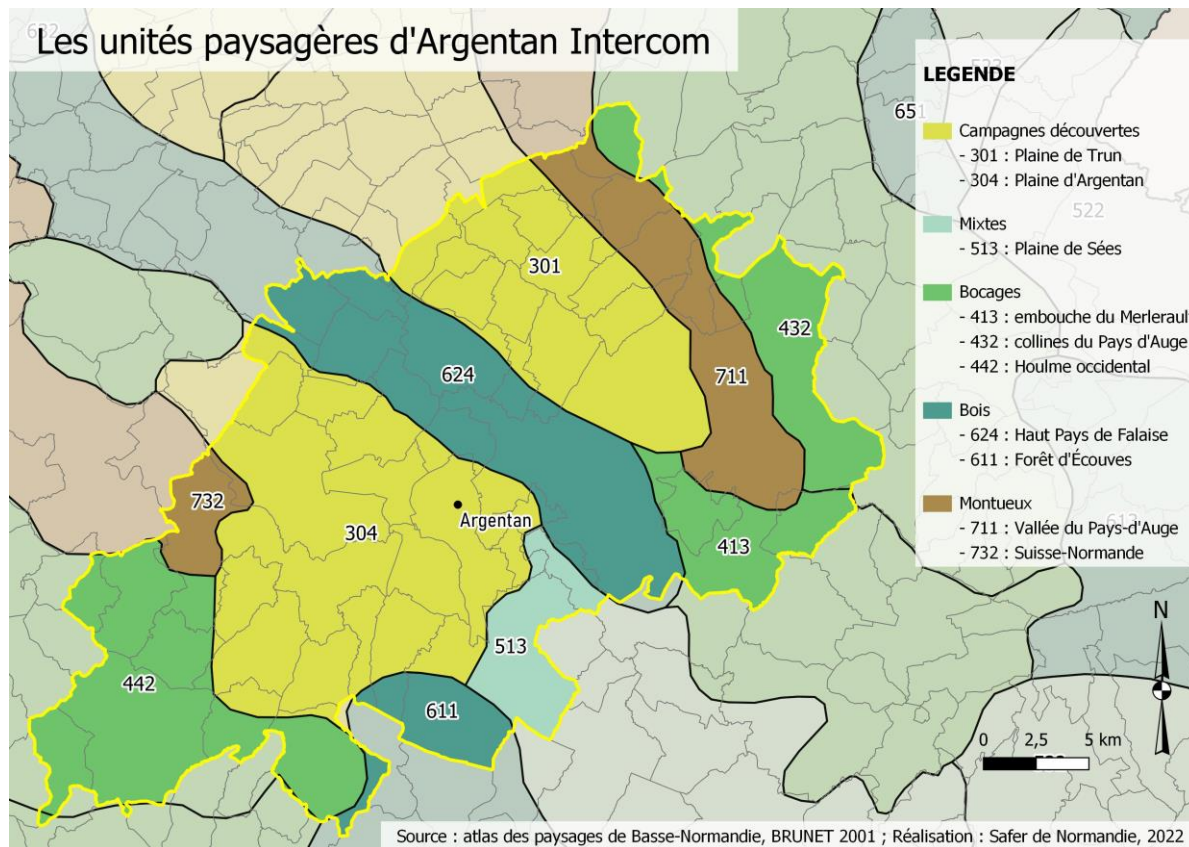 632
Les unités paysagères d'Argentan Intercom
LEGENDE
533
651
Campagnes découvertes
- 301 : Plaine de Trun
- 304 : Plaine d'Argentan
522
Mixtes
- 513 : Plaine de Sées
301
Bocages
- 413 : embouche du Merlerault
- 432 : collines du Pays d'Auge
- 442 : Houlme occidental
432
624
711
Bois
- 624 : Haut Pays de Falaise
- 611 : Forêt d'Écouves
732
Argentan
304
Montueux
- 711 : Vallée du Pays-d'Auge
- 732 : Suisse-Normande
613
413
513
N
442
611
0 2,5 5 km
Source : atlas des paysages de Basse-Normandie, BRUNET 2001 ; Réalisation : Safer de Normandie, 2022